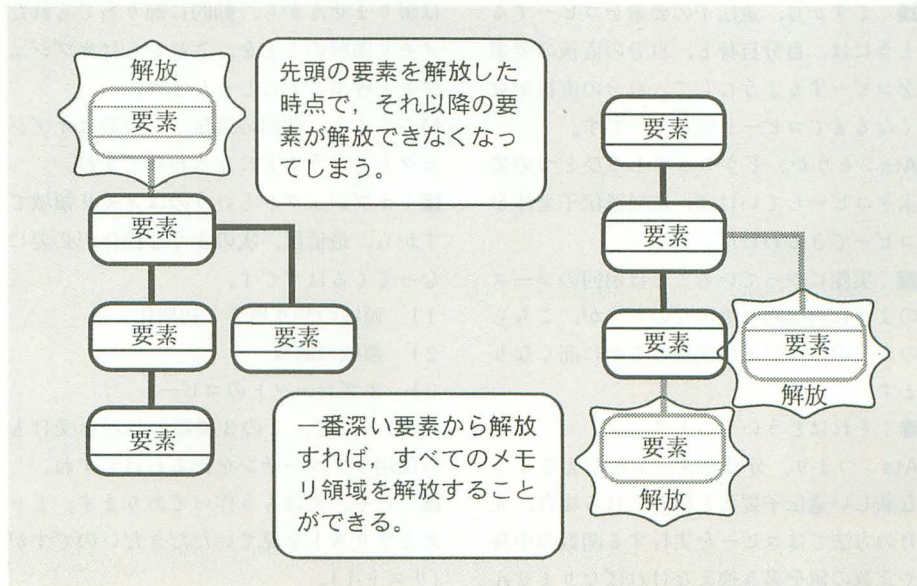 解放
要素
要素
要素
要素
要素
先頭の要素を解放した
時点で，それ以降の要
素が解放できなくなっ
てしまう。
一番深い要素から解放
すれば，すべてのメモ
リ領域を解放すること
ができる。
要素
要素
要素
要素
解放
要素
解放